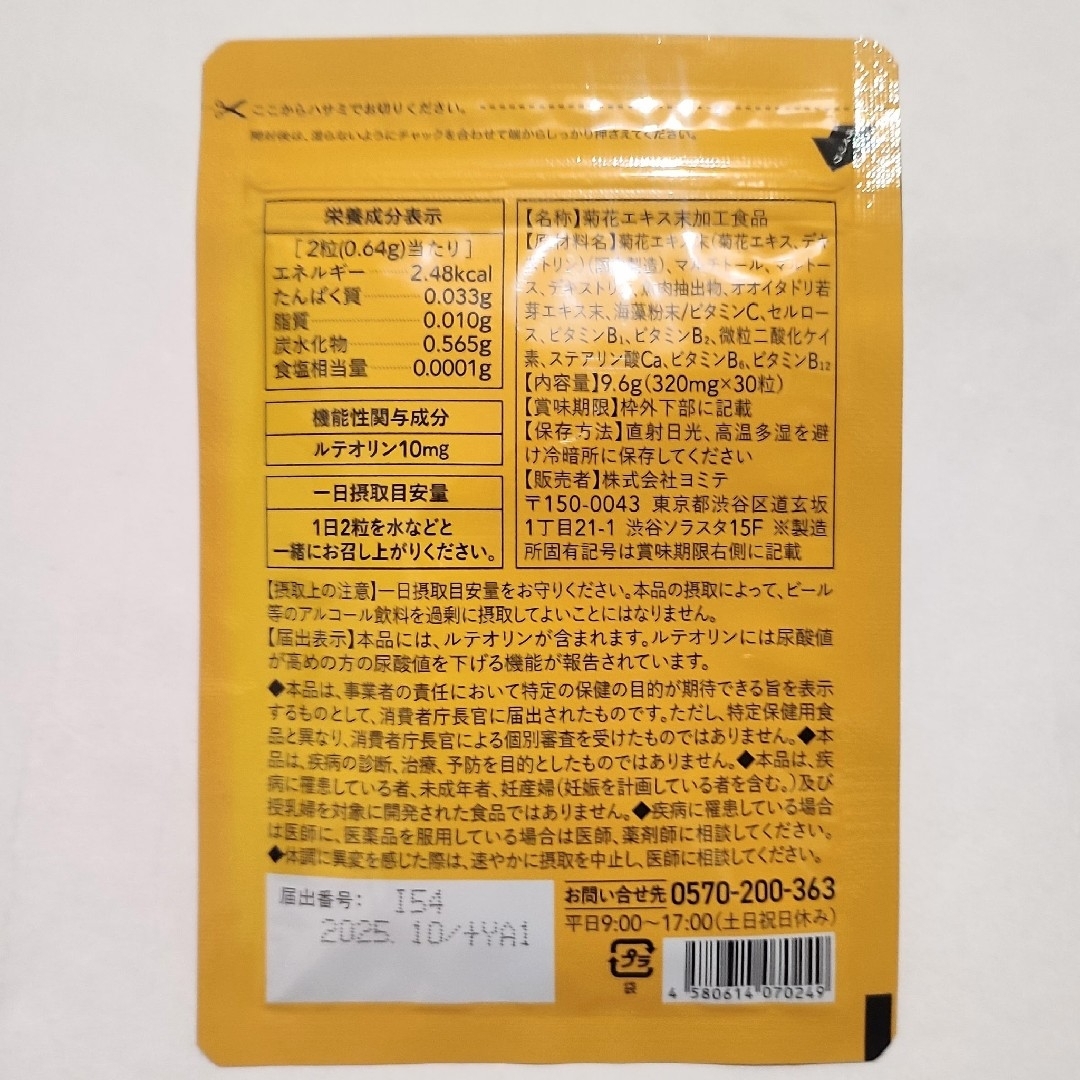 ここからハサミでお切りください。
開封後は、湿らないようにチャックを合わせて端からしっかり押さえてください。
栄養成分表示
[2粒(0.64g)当たり]
エネルギー 2.48kcal
たんぱく質 0.033g
脂質 0.010g
炭水化物 0.565g
食塩相当量 0.0001g
機能性関与成分
ルテオリン10mg
一日摂取目安量
1日2粒を水などと
一緒にお召し上がりください。
【名称】菊花エキス末加工食品
【原材料名】菊花エキス末(菊花エキス、デキ
ストリン)(国内製造)、マルチトール、マルトー
ス、デキストリン、筋肉抽出物、オオイタドリ若
芽エキス末、海藻粉末/ビタミンC、セルロー
ス、ビタミンB₁、ビタミンB₂、微粒二酸化ケイ
素、ステアリン酸Ca、ビタミンB₆、ビタミンB₁₂
【内容量】9.6g(320mg×30粒)
【賞味期限】枠外下部に記載
【保存方法】直射日光、高温多湿を避
け冷暗所に保存してください
【販売者】株式会社ヨミテ
〒150-0043 東京都渋谷区道玄坂
1丁目21-1 渋谷ソラスタ15F ※製造
所固有記号は賞味期限右側に記載
【摂取上の注意】一日摂取目安量をお守りください。本品の摂取によって、ビール
等のアルコール飲料を過剰に摂取してよいことにはなりません。
【届出表示】本品には、ルテオリンが含まれます。ルテオリンには尿酸値
が高めの方の尿酸値を下げる機能が報告されています。
◆本品は、事業者の責任において特定の保健の目的が期待できる旨を表示
するものとして、消費者庁長官に届出されたものです。ただし、特定保健用食
品と異なり、消費者庁長官による個別審査を受けたものではありません。◆本
品は、疾病の診断、治療、予防を目的としたものではありません。◆本品は、疾
病に罹患している者、未成年者、妊産婦(妊娠を計画している者を含む。)及び
授乳婦を対象に開発された食品ではありません。◆疾病に罹患している場合
は医師に、医薬品を服用している場合は医師、薬剤師に相談してください。
◆体調に異変を感じた際は、速やかに摂取を中止し、医師に相談してください。
届出番号: I54
2025. 10/+YA1
お問い合せ先 0570-200-363
平日9:00～17:00(土日祝日休み)
プラ
袋
4 580614 070249